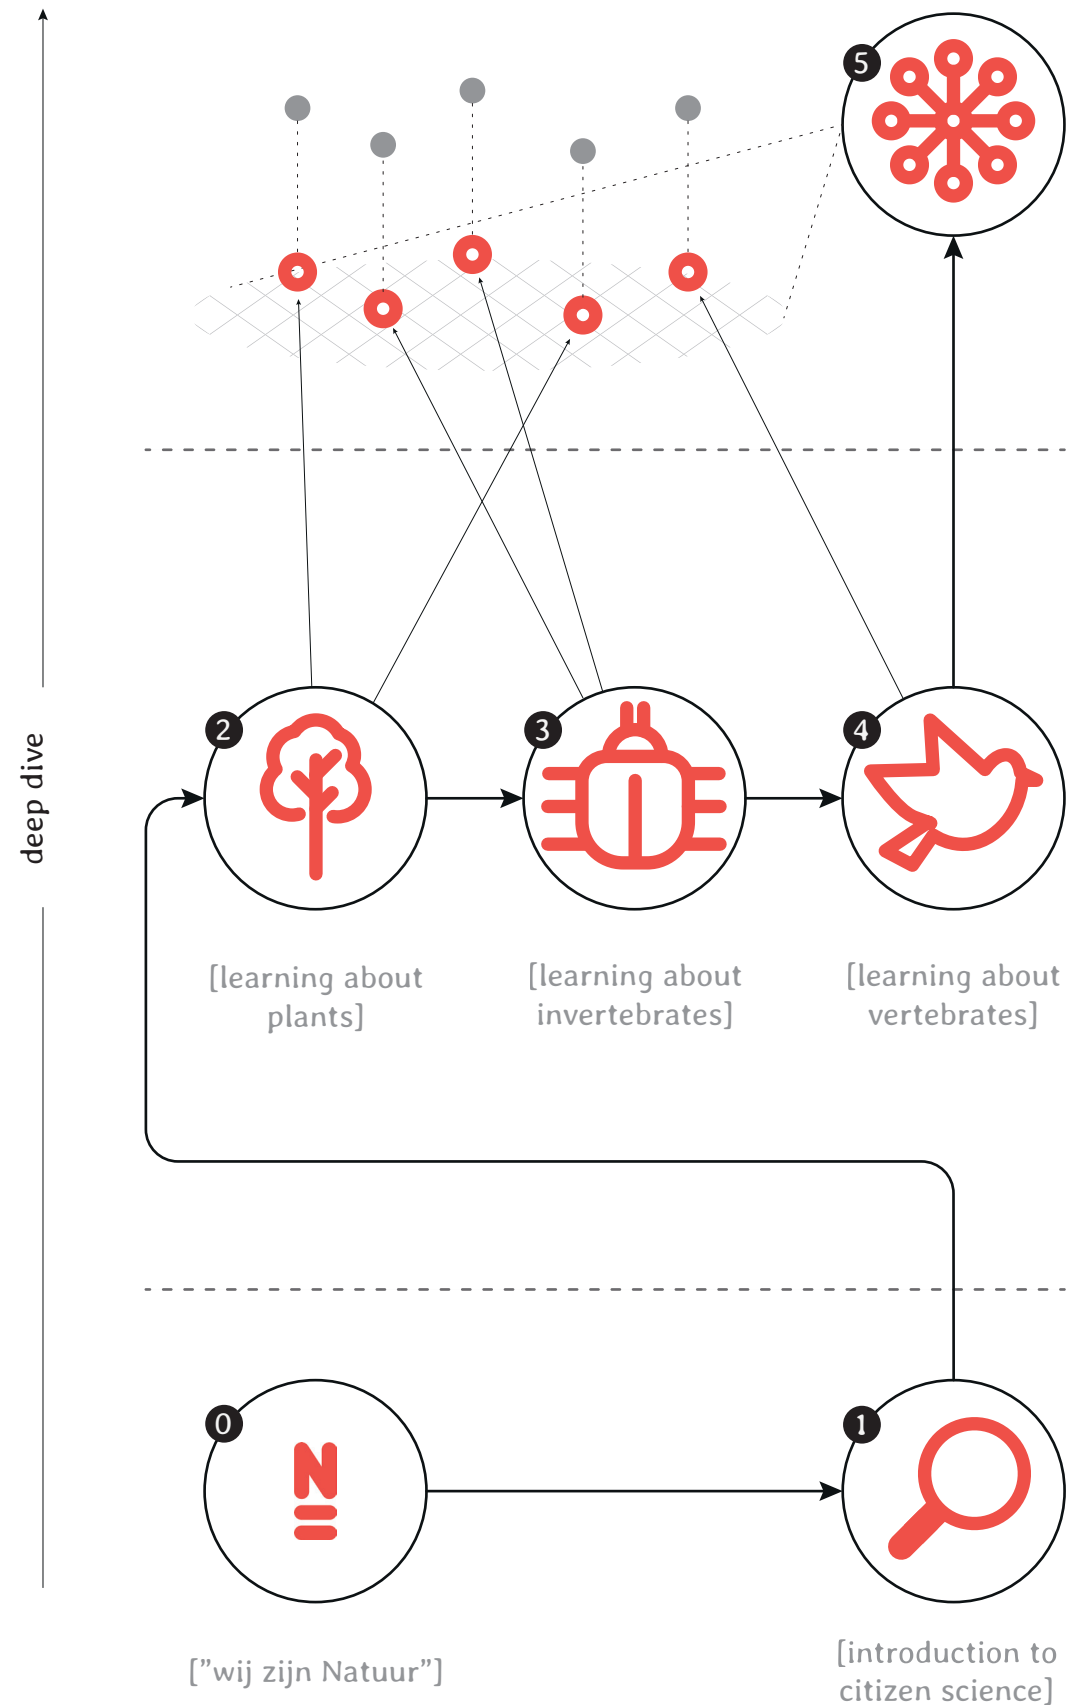 5
deep dive
2
3
4
[learning about
plants]
[learning about
invertebrates]
[learning about
vertebrates]
0
N
1
["wij zijn Natuur"]
[introduction to
citizen science]